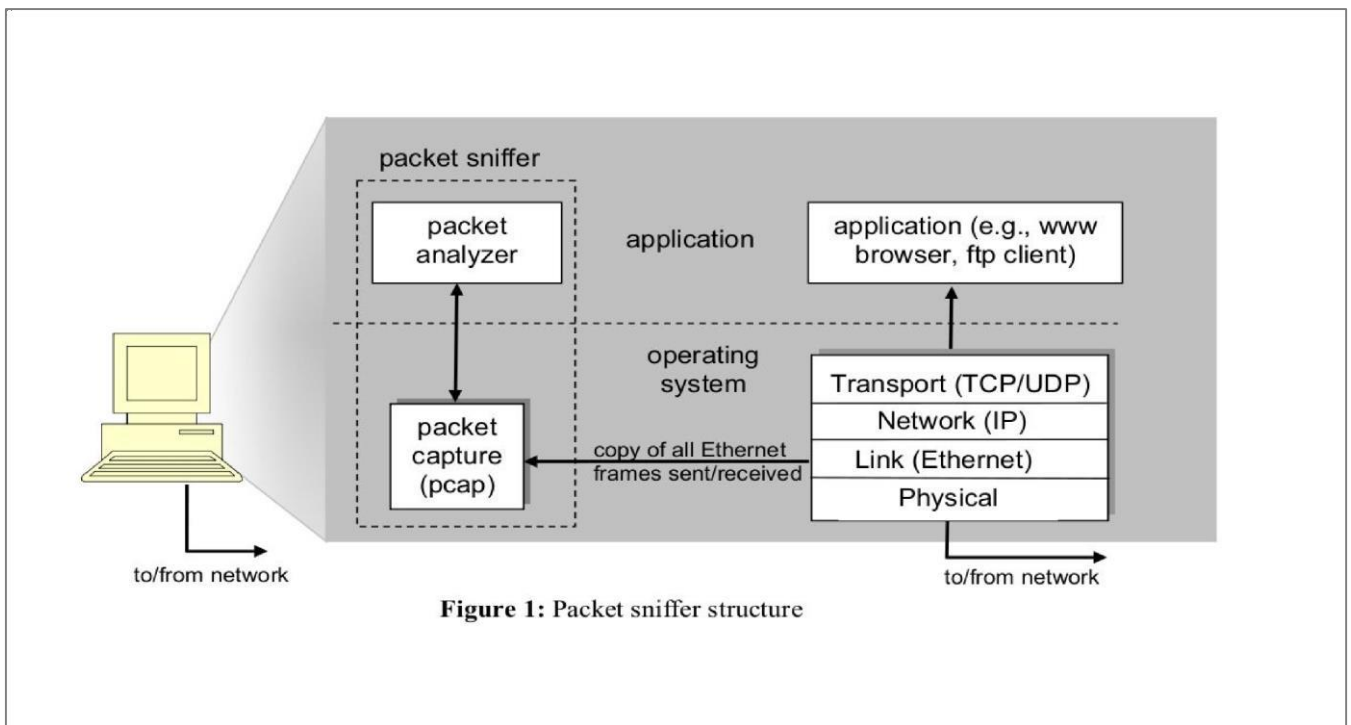 packet sniffer
packet
analyzer
application
application (e.g., www
browser, ftp client)
operating
system
packet
capture
(pcap)
copy of all Ethernet
frames sent/received
Transport (TCP/UDP)
Network (IP)
Link (Ethernet)
Physical
to/from network
to/from network
Figure 1: Packet sniffer structure